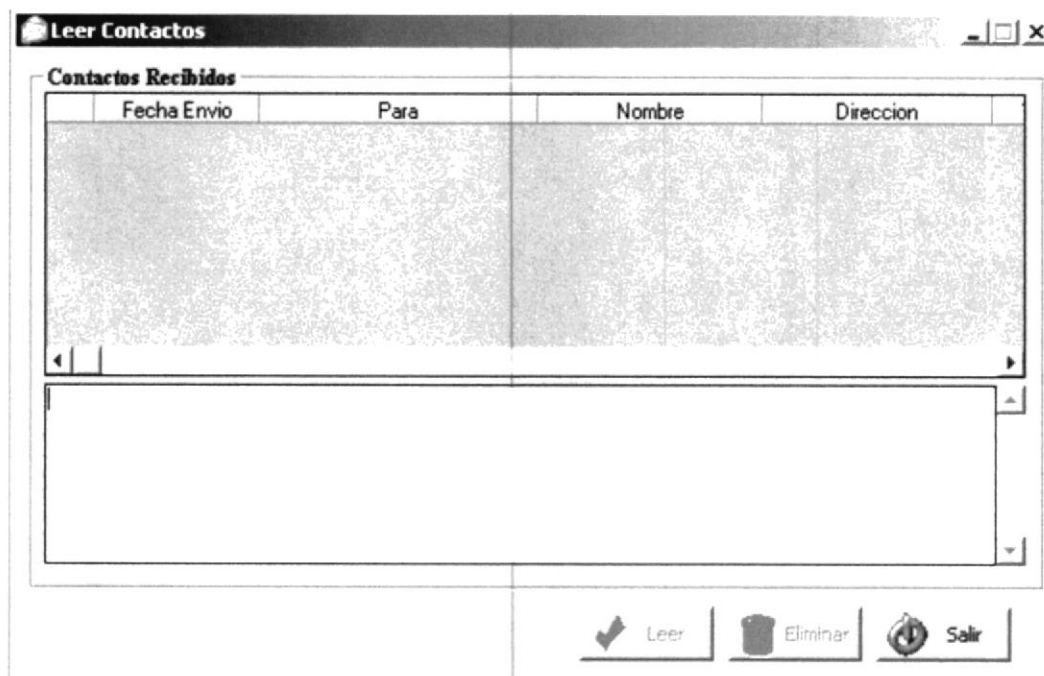 Leer Contactos
Contactos Recibidos
Fecha Envio Para Nombre Direccion
Leer Eliminar Salir